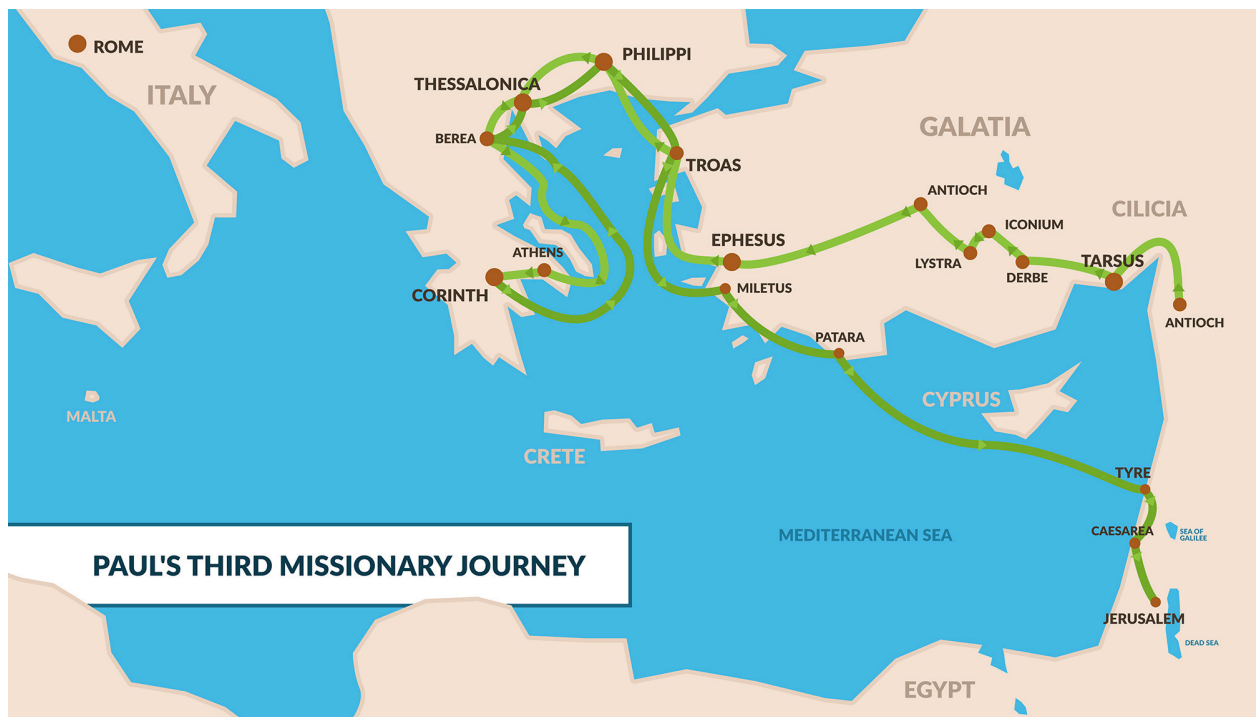 ROME
ITALY
PHILIPPI
THESSALONICA
BEREA
TROAS
GALATIA
ANTIOCH
CILICIA
ICONIUM
EPHESUS
ATHENS
LYSTRA
TARSUS
DERBE
CORINTH
MILETUS
ANTIOCH
PATARA
CYPRUS
MALTA
CRETE
TYRE
MEDITERRANEAN SEA
CAESAREA
SEA OF
GALILEE
PAUL'S THIRD MISSIONARY JOURNEY
JERUSALEM
DEAD SEA
EGYPT